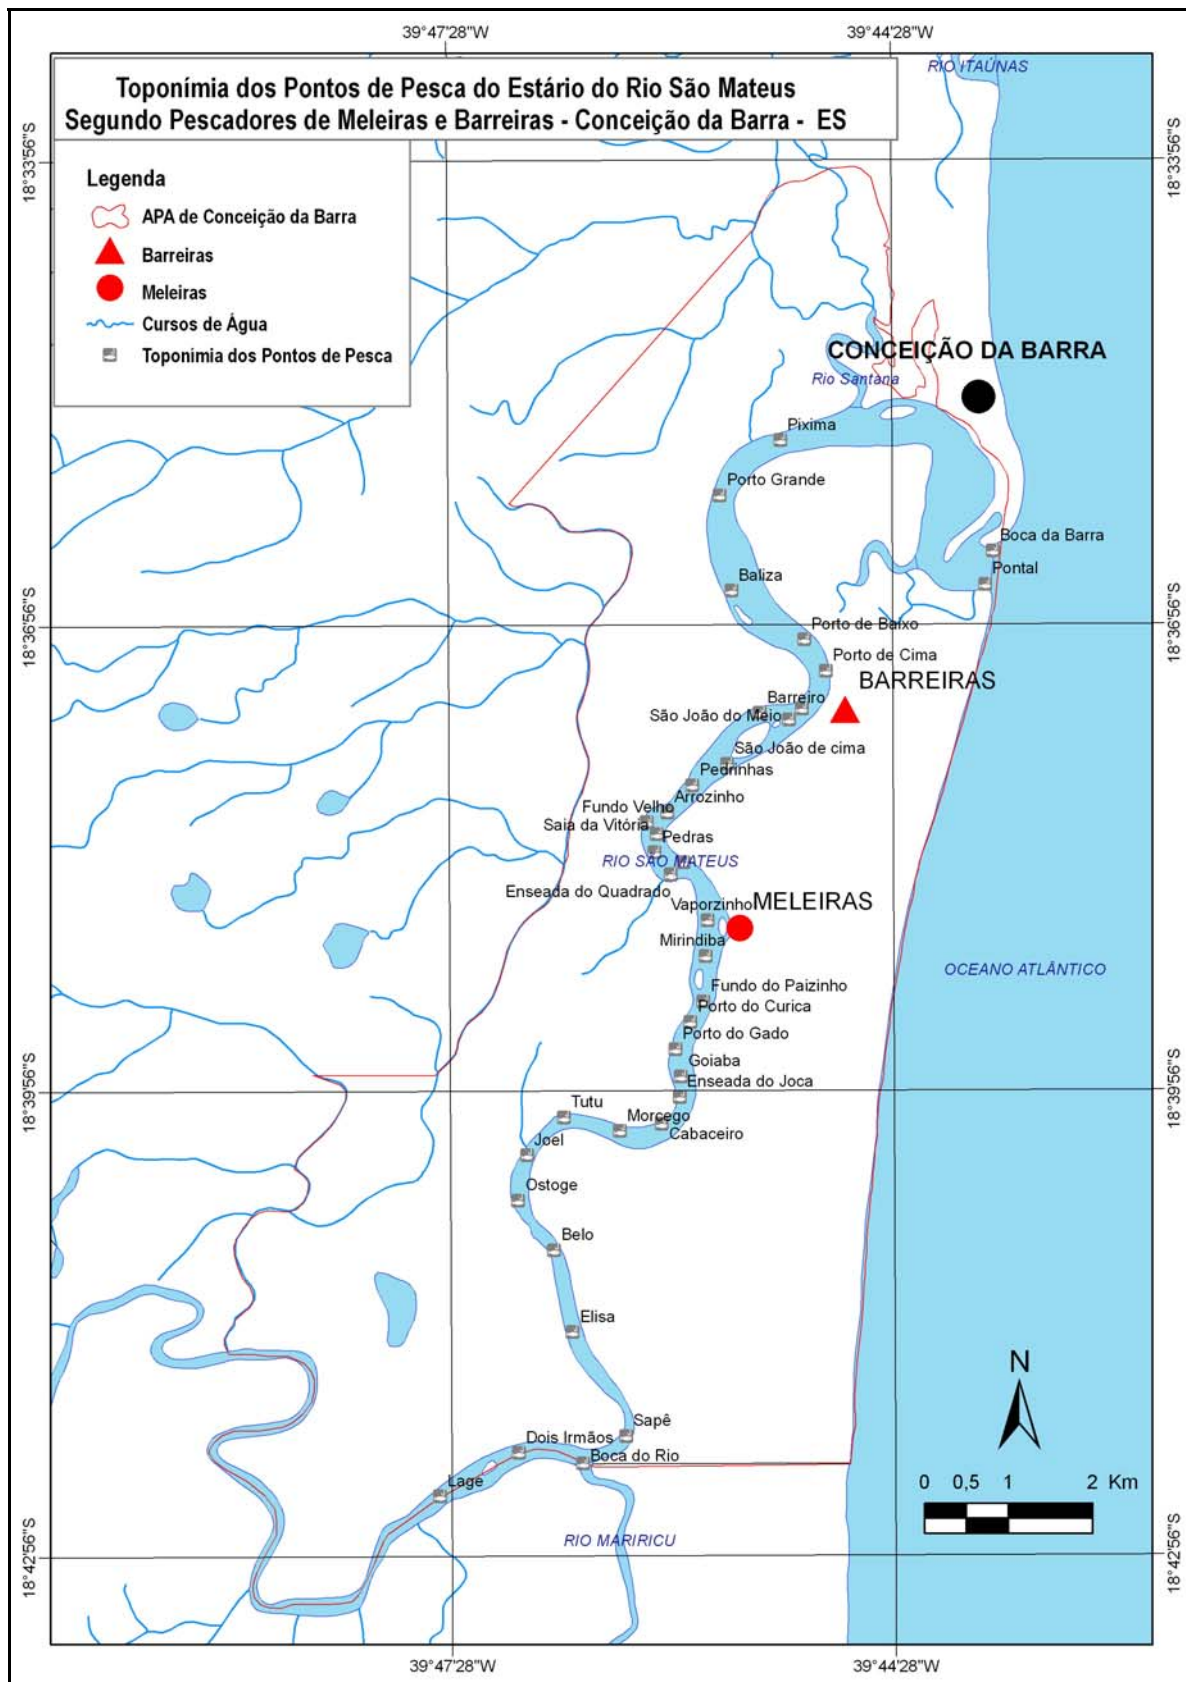 39°47'28"W
39°44'28"W
RIO ITAÚNAS
Toponímia dos Pontos de Pesca do Estário do Rio São Mateus
Segundo Pescadores de Meleiras e Barreiras - Conceição da Barra - ES
18°33'56"S
18°33'56"S
Legenda
APA de Conceição da Barra
Barreiras
Meleiras
Cursos de Água
Toponímia dos Pontos de Pesca
CONCEIÇÃO DA BARRA
Rio Santana
Pixima
Porto Grande
Boca da Barra
Pontal
Baliza
18°36'56"S
18°36'56"S
Porto de Baixo
Porto de Cima
BARREIRAS
Barreiro
São João do Meio
São João de cima
Pedrinhas
Arrozinho
Fundo Velho
Saia da Vitória
Pedras
RIO SÃO MATEUS
Enseada do Quadrado
Vaporzinho
MELEIRAS
Mirindiba
OCEANO ATLÂNTICO
Fundo do Paizinho
Porto do Curica
Porto do Gado
Goiaba
Enseada do Joca
18°39'56"S
18°39'56"S
Tutu
Morcego
Cabaceiro
Joel
Ostoge
Belo
Elisa
N
Sapê
Dois Irmãos
Boca do Rio
Lage
0 0,5 1 2 Km
RIO MARIRICU
18°42'56"S
18°42'56"S
39°47'28"W
39°44'28"W